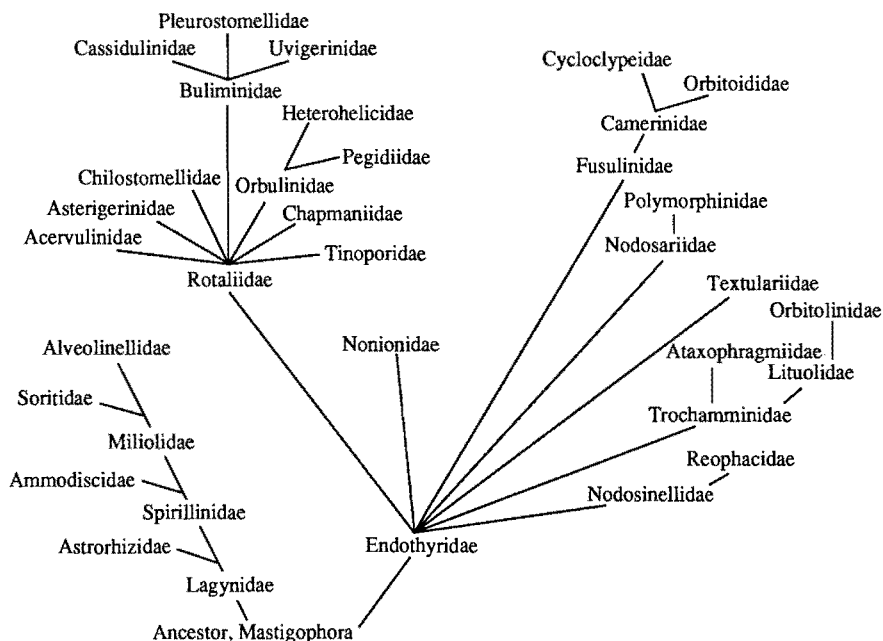 Pleurostomellidae
Cassidulinidae
Uvigerinidae
Buliminidae
Heterohelicidae
Pegidiidae
Chilostomellidae
Orbulinidae
Asterigerinidae
Chapmaniidae
Acervulinidae
Tinoporidae
Rotaliidae
Cycloclypeidae
Orbitoididae
Camerinidae
Fusulinidae
Polymorphinidae
Nodosariidae
Textulariidae
Orbitolinidae
Ataxophragmiidae
Lituolidae
Trochamminidae
Reophacidae
Nodosinellidae
Nonionidae
Alveolinellidae
Soritidae
Miliolidae
Ammodiscidae
Spirillinidae
Astrorhizidae
Endothyridae
Lagynidae
Ancestor, Mastigophora